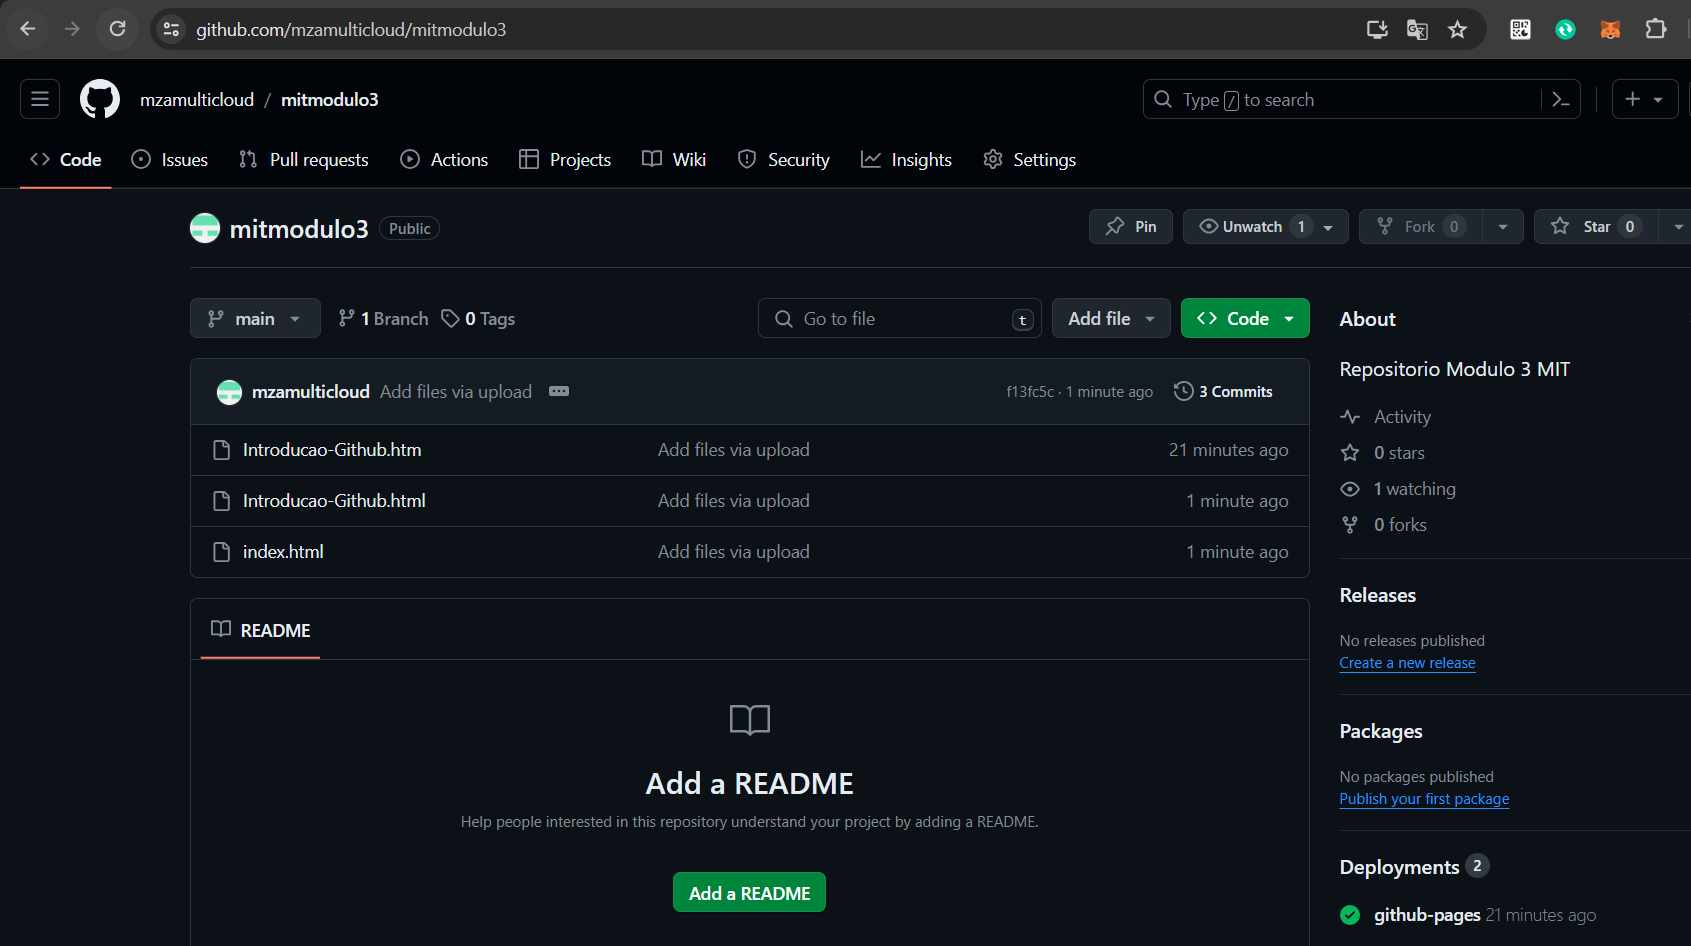 github.com/mzamulticloud/mitmodulo3
mzamulticloud / mitmodulo3
Type / to search
Code Issues Pull requests Actions Projects Wiki Security Insights Settings
mitmodulo3 Public
Pin Unwatch 1 Fork 0 Star 0
main 1 Branch 0 Tags Go to file t Add file Code
mzamulticloud Add files via upload f13fc5c · 1 minute ago 3 Commits
Introducao-Github.htm Add files via upload 21 minutes ago
Introducao-Github.html Add files via upload 1 minute ago
index.html Add files via upload 1 minute ago
README
Add a README
Help people interested in this repository understand your project by adding a README.
Add a README
About
Repositorio Modulo 3 MIT
Activity
0 stars
1 watching
0 forks
Releases
No releases published
Create a new release
Packages
No packages published
Publish your first package
Deployments 2
github-pages 21 minutes ago